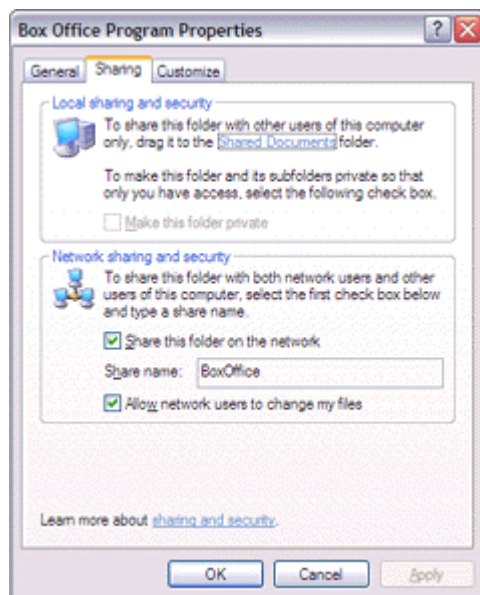 Box Office Program Properties
General Sharing Customize
Local sharing and security
To share this folder with other users of this computer
only, drag it to the Shared Documents folder.
To make this folder and its subfolders private so that
only you have access, select the following check box.
Make this folder private
Network sharing and security
To share this folder with both network users and other
users of this computer, select the first check box below
and type a share name.
Share this folder on the network
Share name: BoxOffice
Allow network users to change my files
Learn more about sharing and security.
OK Cancel Apply